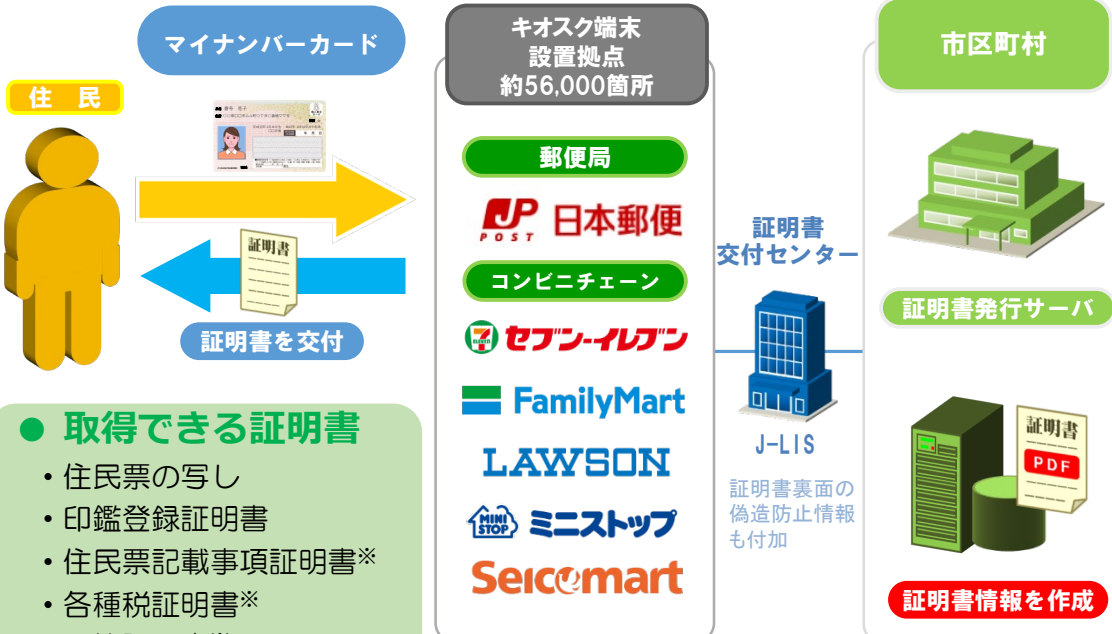 マイナンバーカード
住 民
証明書
証明書を交付
● 取得できる証明書
・住民票の写し
・印鑑登録証明書
・住民票記載事項証明書※
・各種税証明書※
キオスク端末
設置拠点
約56,000箇所
郵便局
JP
POST
日本郵便
コンビニチェーン
7
ELEVEN
セブン-イレブン
FamilyMart
LAWSON
MINI
STOP
ミニストップ
Seicomart
証明書
交付センター
J-LIS
証明書裏面の
偽造防止情報
も付加
市区町村
証明書発行サーバ
証明書
PDF
証明書情報を作成